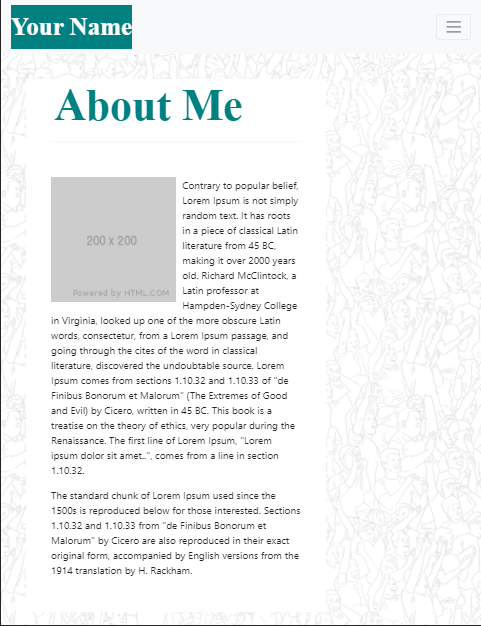 Your Name
About Me
200 x 200
Powered by HTML.COM
Contrary to popular belief,
Lorem Ipsum is not simply
random text. It has roots
in a piece of classical Latin
literature from 45 BC,
making it over 2000 years
old. Richard McClintock, a
Latin professor at
Hampden-Sydney College
in Virginia, looked up one of the more obscure Latin
words, consectetur, from a Lorem Ipsum passage, and
going through the cites of the word in classical
literature, discovered the undoubtable source. Lorem
Ipsum comes from sections 1.10.32 and 1.10.33 of "de
Finibus Bonorum et Malorum" (The Extremes of Good
and Evil) by Cicero, written in 45 BC. This book is a
treatise on the theory of ethics, very popular during the
Renaissance. The first line of Lorem Ipsum, "Lorem
ipsum dolor sit amet..", comes from a line in section
1.10.32.
The standard chunk of Lorem Ipsum used since the
1500s is reproduced below for those interested. Sections
1.10.32 and 1.10.33 from "de Finibus Bonorum et
Malorum" by Cicero are also reproduced in their exact
original form, accompanied by English versions from the
1914 translation by H. Rackham.